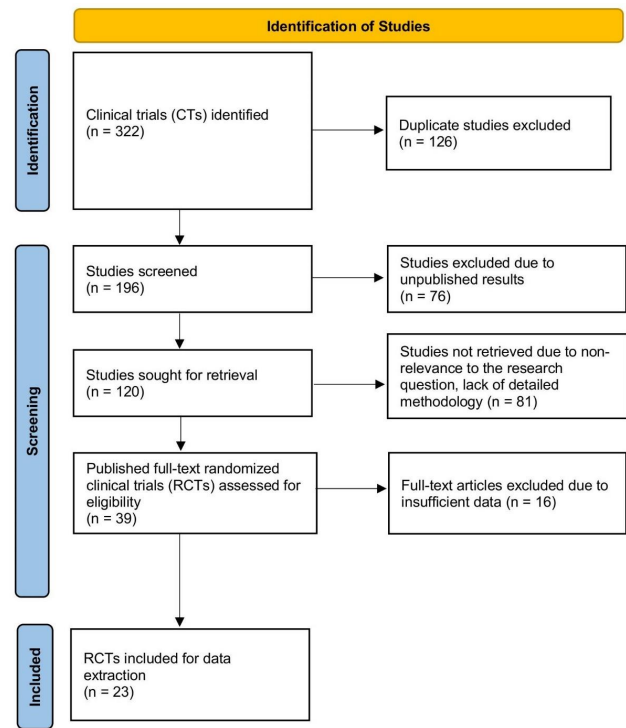 Identification of Studies
Identification
Clinical trials (CTs) identified
(n = 322)
Duplicate studies excluded
(n = 126)
Screening
Studies screened
(n = 196)
Studies excluded due to
unpublished results
(n = 76)
Studies sought for retrieval
(n = 120)
Studies not retrieved due to non-
relevance to the research
question, lack of detailed
methodology (n = 81)
Published full-text randomized
clinical trials (RCTs) assessed for
eligibility
(n = 39)
Full-text articles excluded due to
insufficient data (n = 16)
Included
RCTs included for data
extraction
(n = 23)